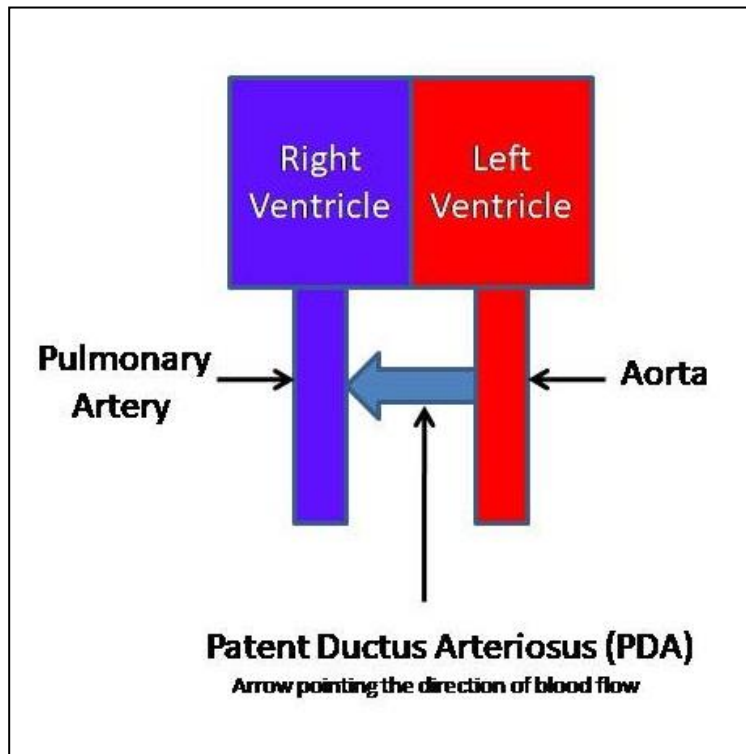 Right
Ventricle
Left
Ventricle
Pulmonary
Artery
Aorta
Patent Ductus Arteriosus (PDA)
Arrow pointing the direction of blood flow